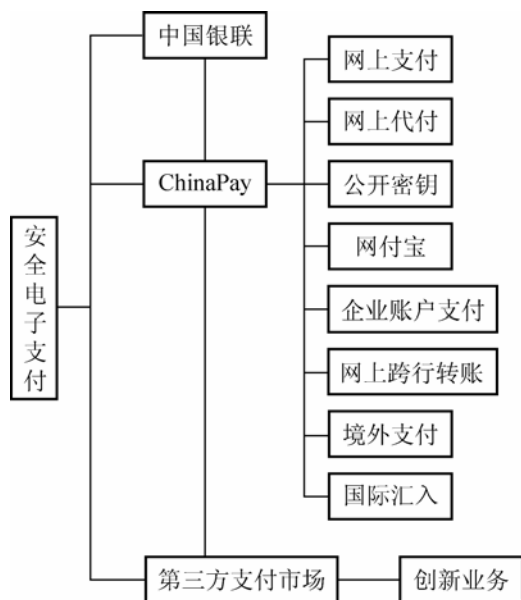 安全电子支付
中国银联
ChinaPay
网上支付
网上代付
公开密钥
网付宝
企业账户支付
网上跨行转账
境外支付
国际汇入
第三方支付市场
创新业务